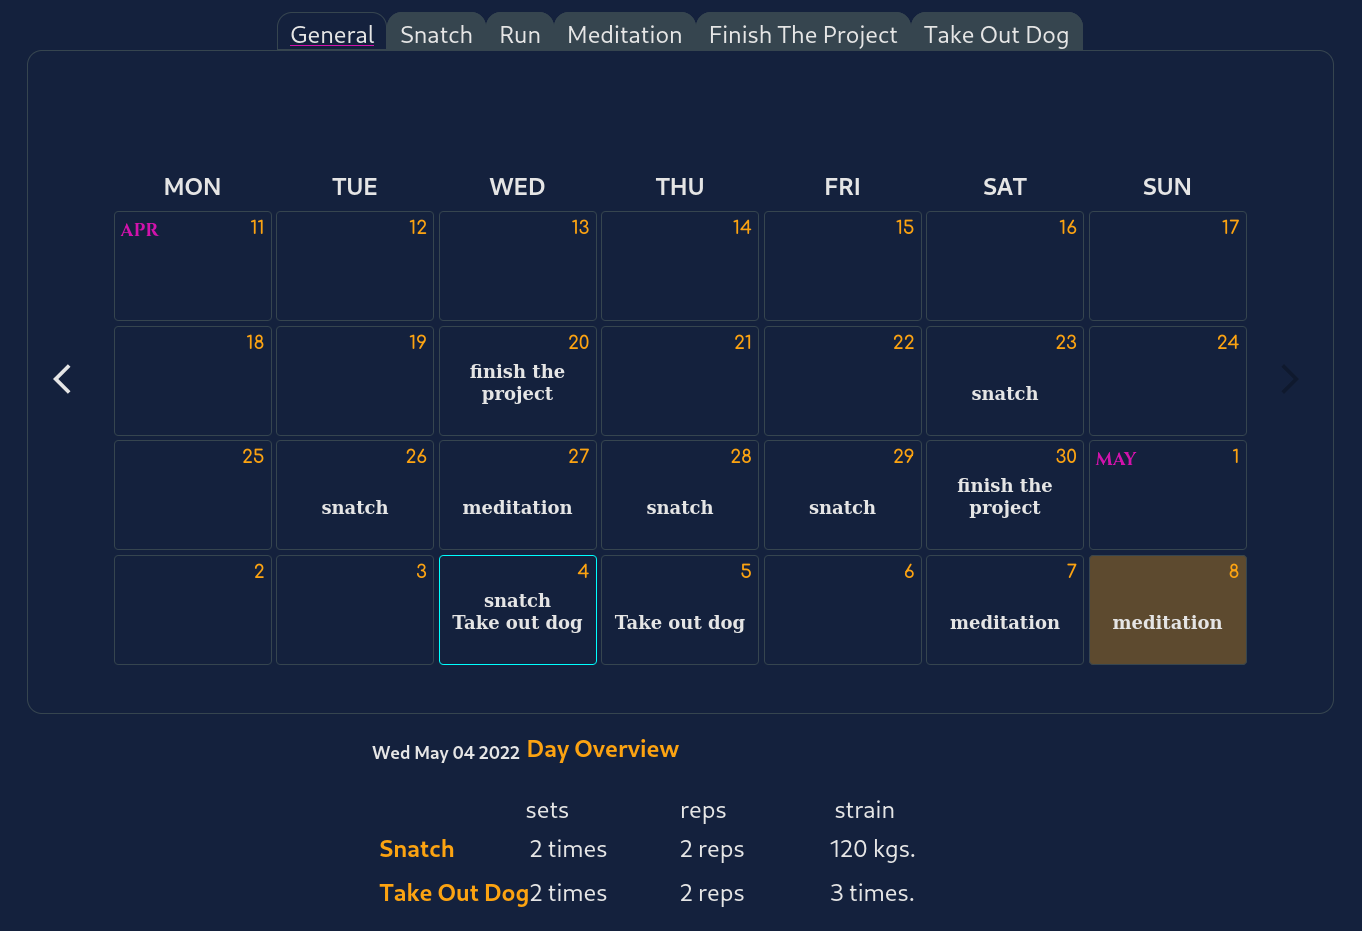 General Snatch Run Meditation Finish The Project Take Out Dog
MON TUE WED THU FRI SAT SUN
APR 11 12 13 14 15 16 17
18 19 20 21 22 23 24
finish the
project
snatch
25 26 27 28 29 30 MAY 1
snatch meditation snatch snatch finish the
project
2 3 4 5 6 7 8
snatch
Take out dog Take out dog meditation meditation
Wed May 04 2022 Day Overview
sets reps strain
Snatch 2 times 2 reps 120 kgs.
Take Out Dog 2 times 2 reps 3 times.